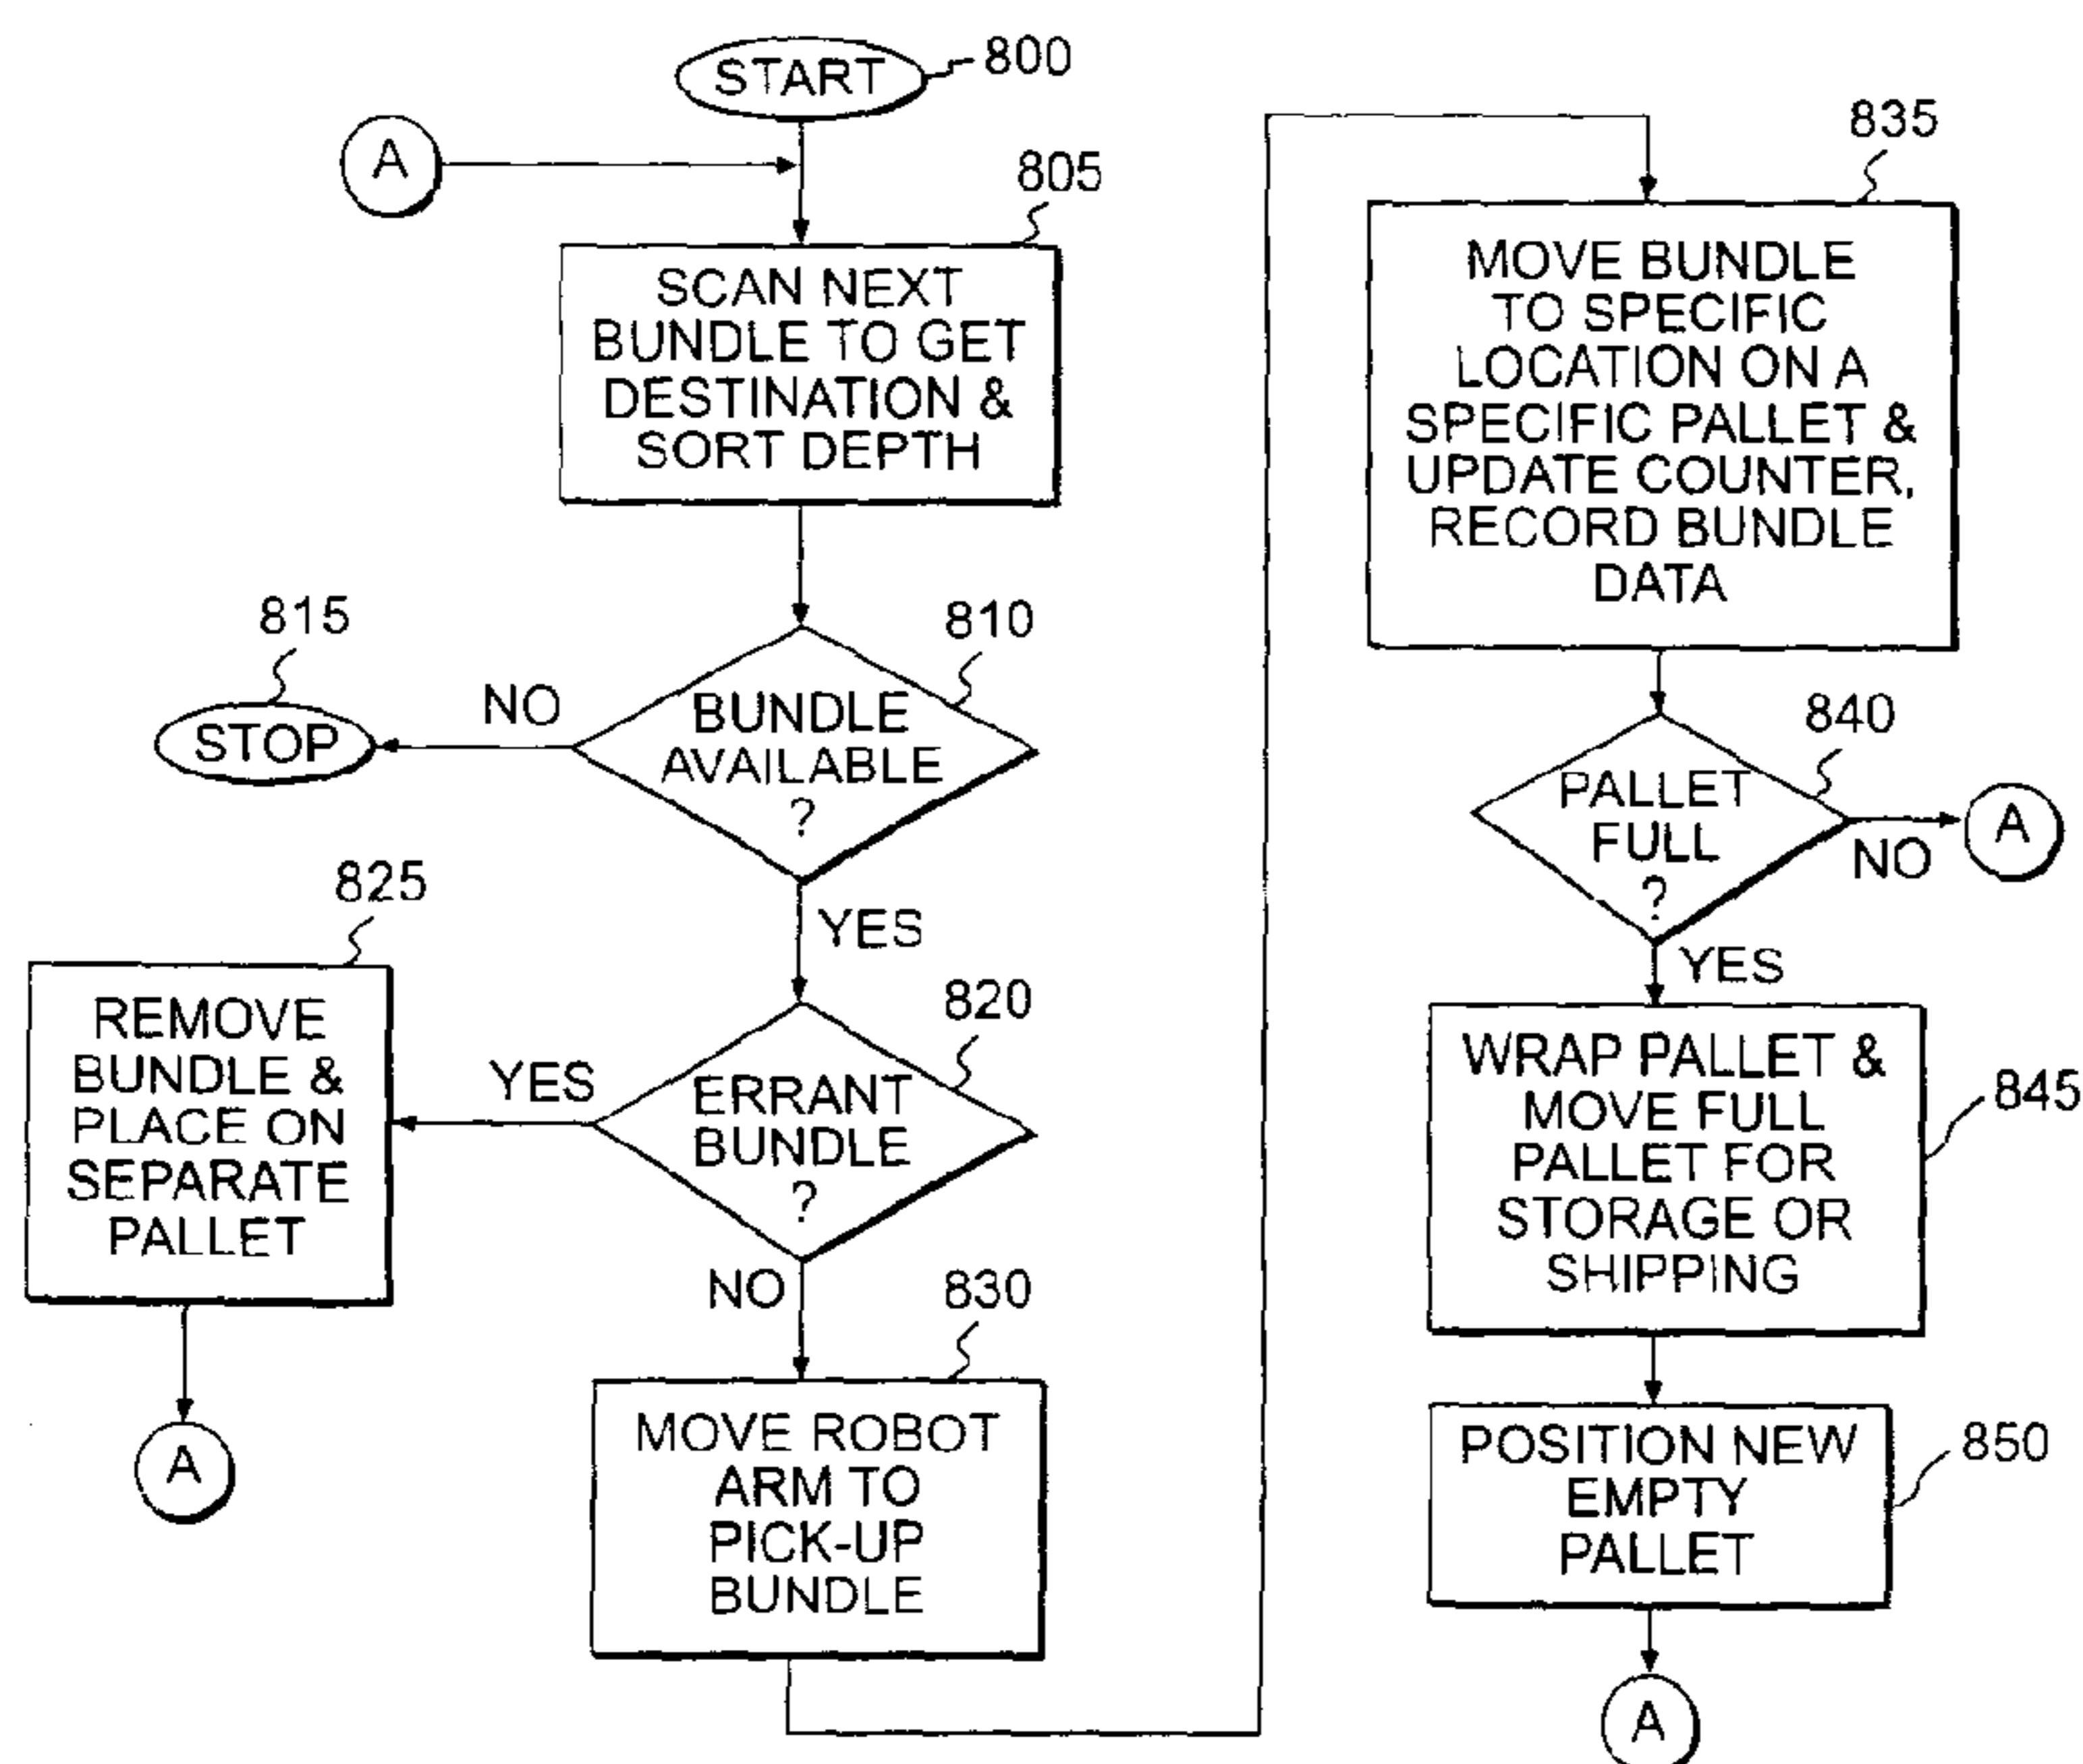 START
800
A
805
SCAN NEXT
BUNDLE TO GET
DESTINATION &
SORT DEPTH
810
BUNDLE
AVAILABLE
?
NO
815
STOP
YES
820
ERRANT
BUNDLE
?
YES
825
REMOVE
BUNDLE &
PLACE ON
SEPARATE
PALLET
A
NO
830
MOVE ROBOT
ARM TO
PICK-UP
BUNDLE
835
MOVE BUNDLE
TO SPECIFIC
LOCATION ON A
SPECIFIC PALLET &
UPDATE COUNTER,
RECORD BUNDLE
DATA
840
PALLET
FULL
?
NO
A
YES
845
WRAP PALLET &
MOVE FULL
PALLET FOR
STORAGE OR
SHIPPING
850
POSITION NEW
EMPTY
PALLET
A